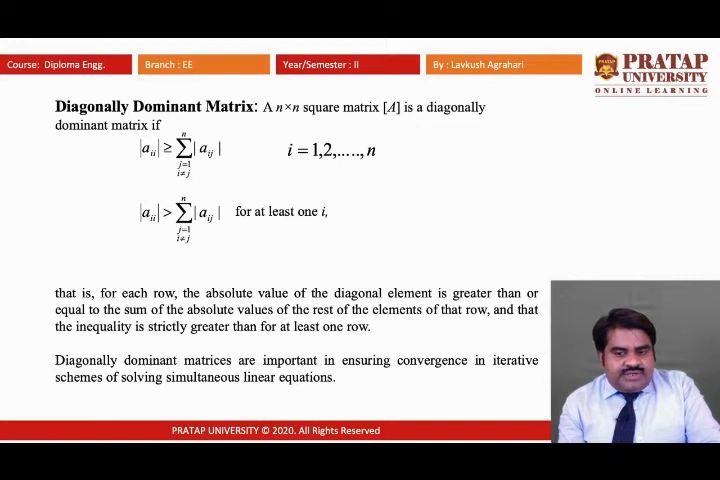 Course: Diploma Engg.
Branch : EE
Year/Semester : II
By : Lavkush Agrahari
PRATAP
UNIVERSITY
ONLINE LEARNING
Diagonally Dominant Matrix: A n×n square matrix [A] is a diagonally
dominant matrix if
|a_ii| ≥ ∑_{j=1, i≠j}^{n} | a_ij | i = 1,2,....., n
|a_ii| > ∑_{j=1, i≠j}^{n} | a_ij | for at least one i,
that is, for each row, the absolute value of the diagonal element is greater than or
equal to the sum of the absolute values of the rest of the elements of that row, and that
the inequality is strictly greater than for at least one row.
Diagonally dominant matrices are important in ensuring convergence in iterative
schemes of solving simultaneous linear equations.
PRATAP UNIVERSITY © 2020. All Rights Reserved